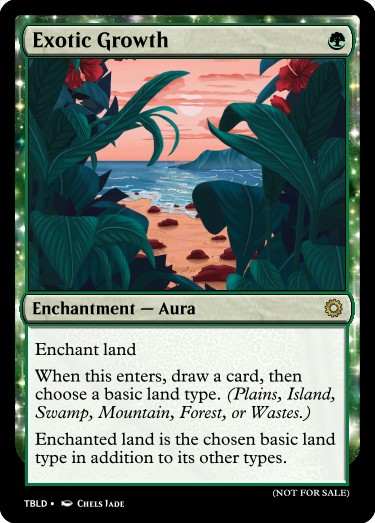 Exotic Growth
Enchantment — Aura
Enchant land
When this enters, draw a card, then
choose a basic land type. (Plains, Island,
Swamp, Mountain, Forest, or Wastes.)
Enchanted land is the chosen basic land
type in addition to its other types.
(NOT FOR SALE)
TBLD • Chels Jade